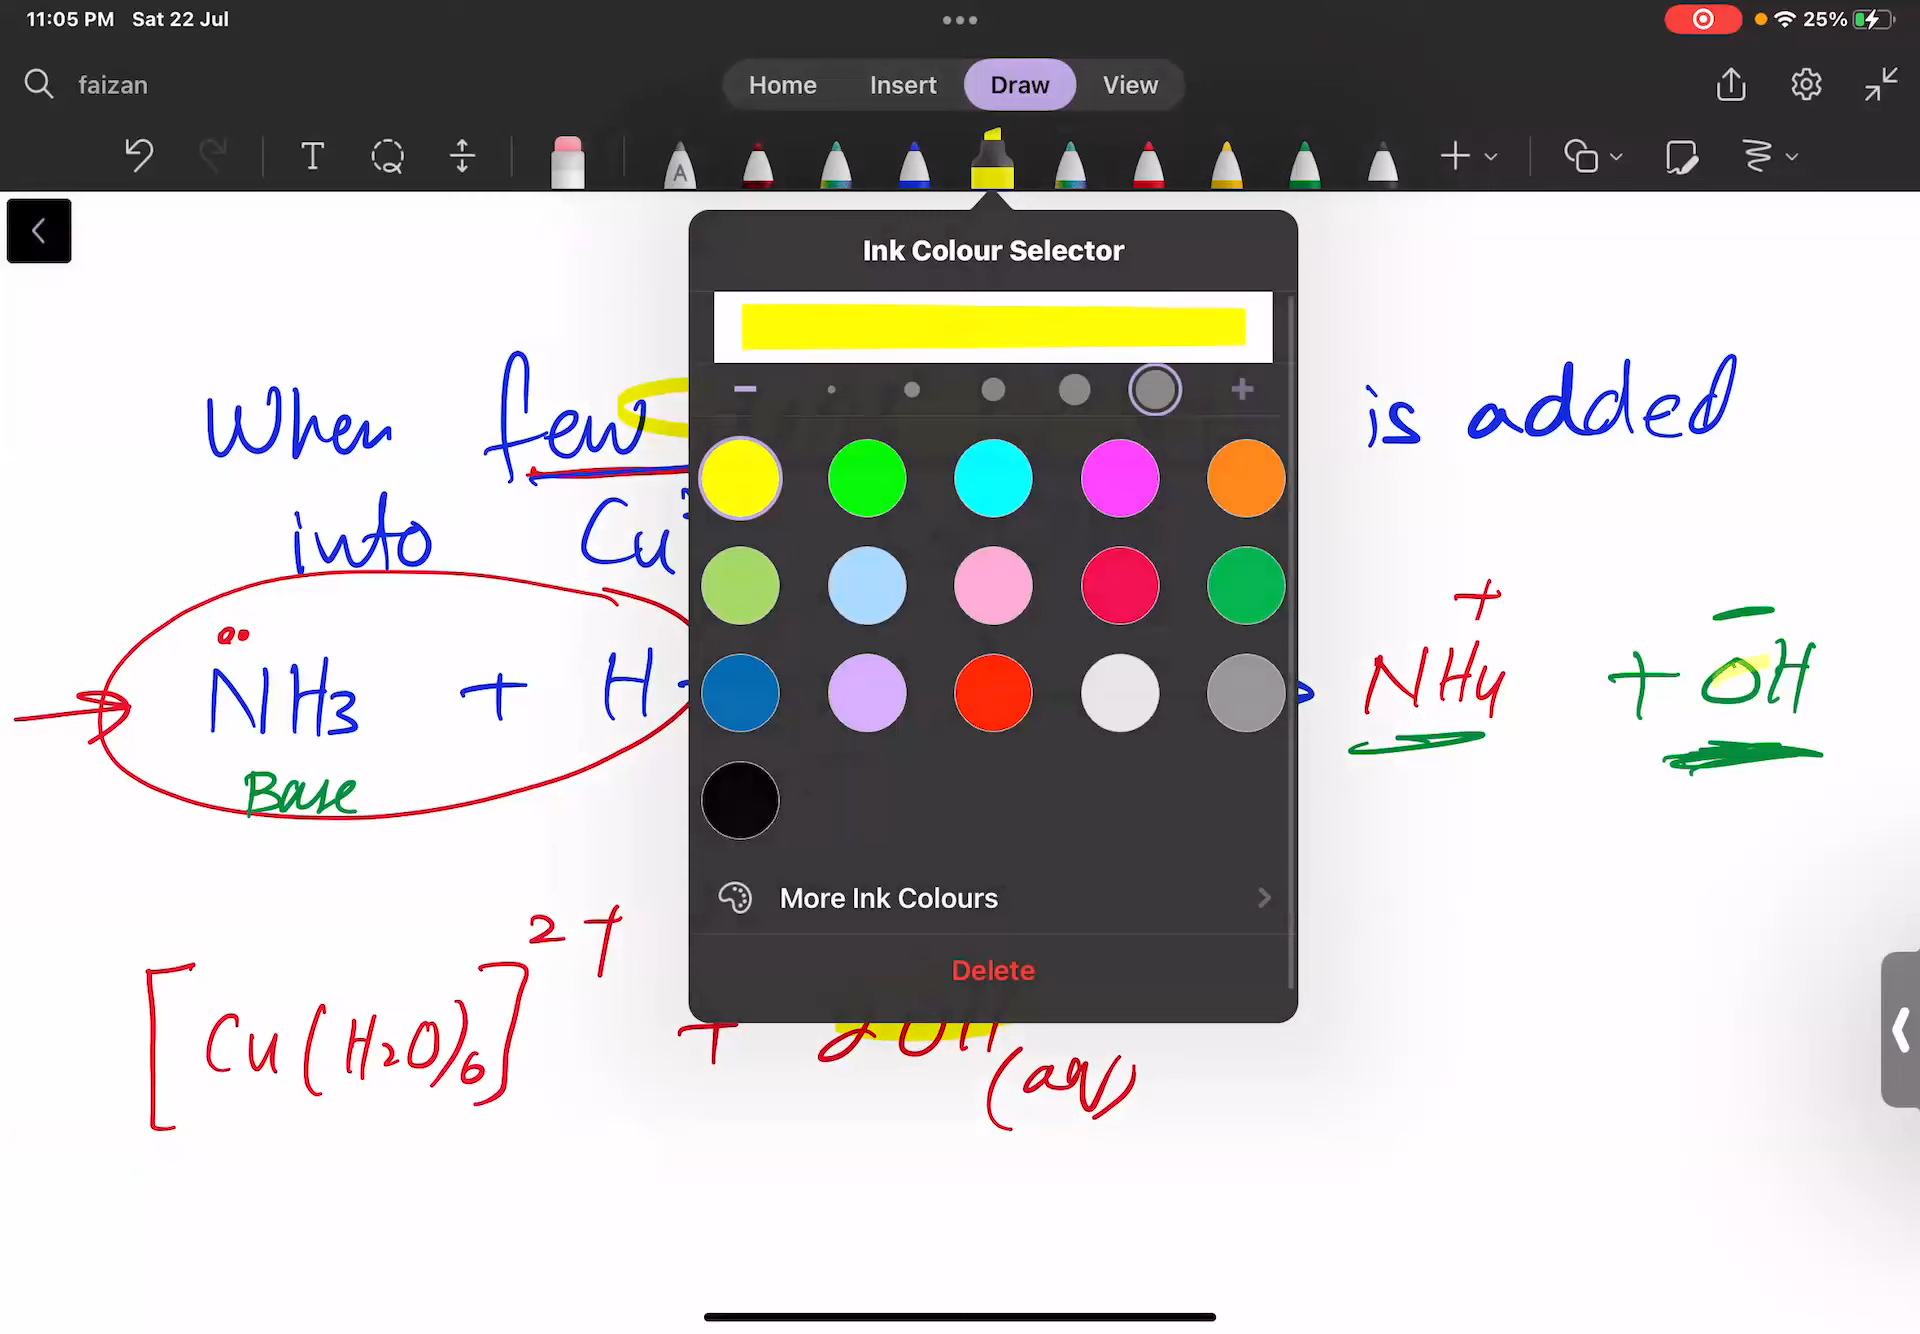 11:05 PM Sat 22 Jul
25%
faizan
Home Insert Draw View
T
A
Ink Colour Selector
When few is added
into Cu
NH3 + H NH4+ + OH-
Base
More Ink Colours
Delete
[Cu(H2O)6]2+ + 2OH (aq)